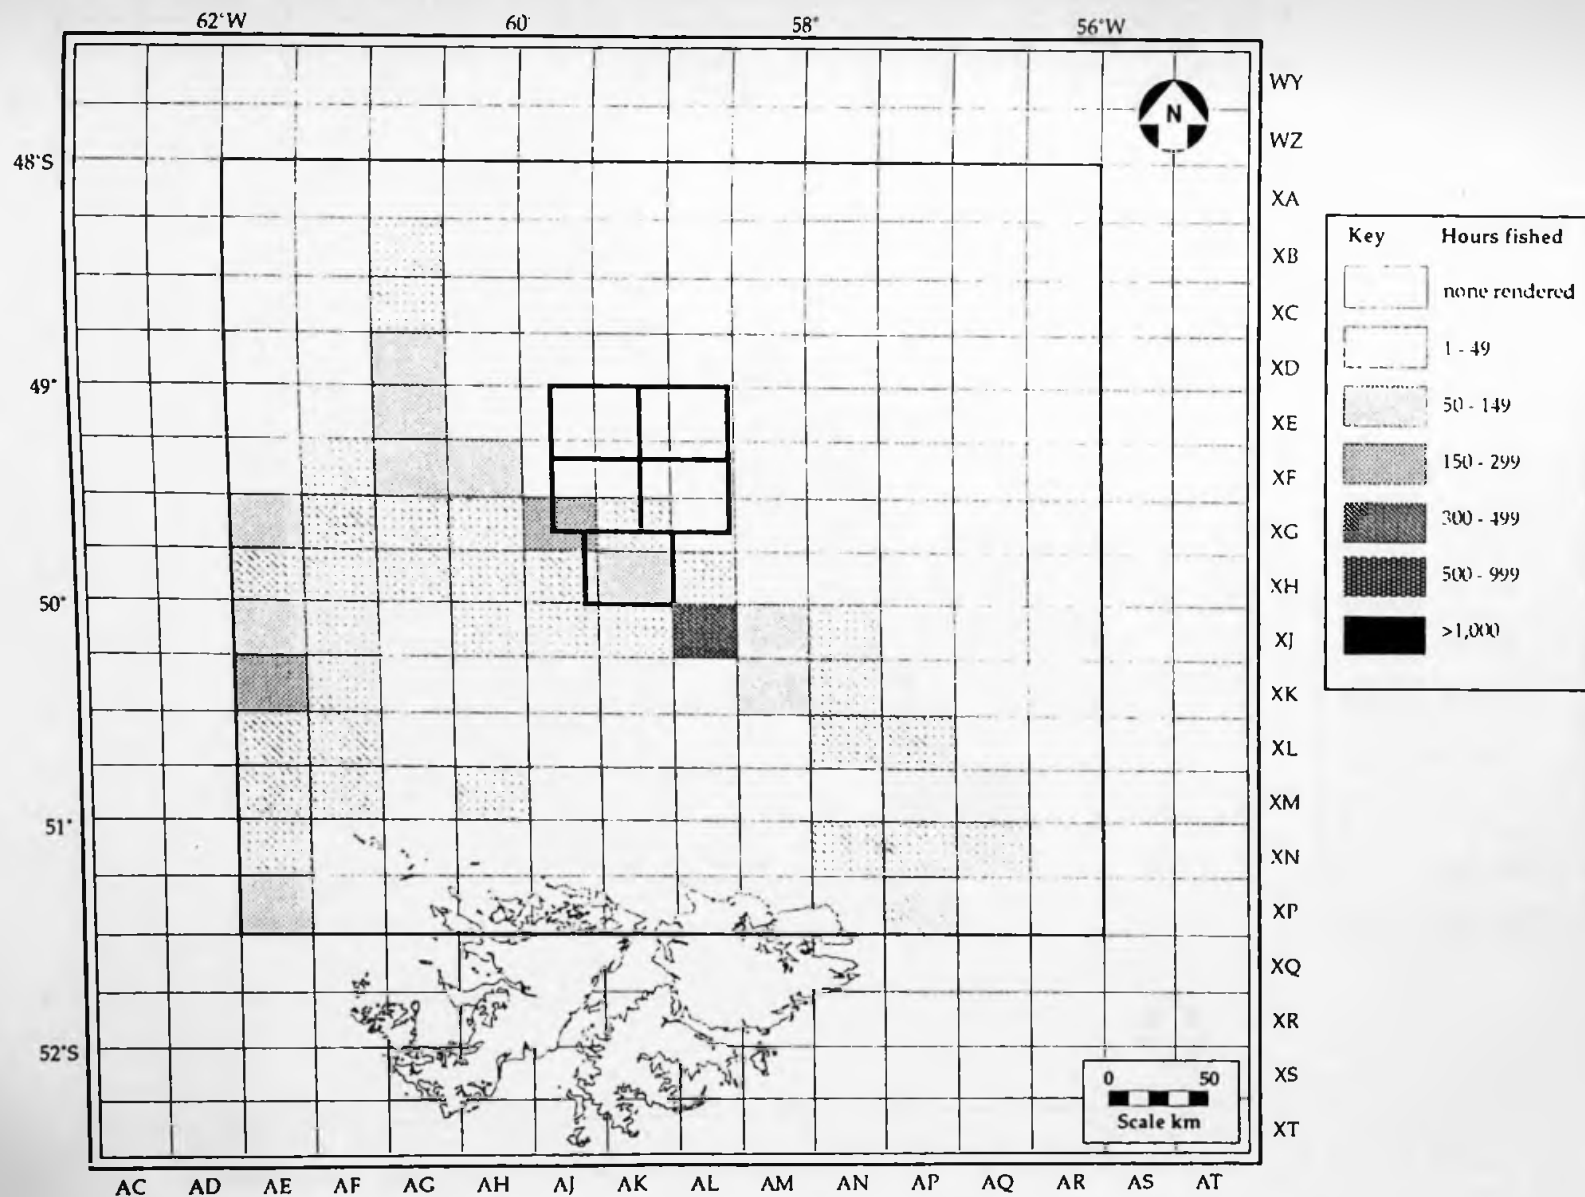 62°W 60° 58° 56°W
WY
N
WZ
48°S
XA
Key Hours fished
XB
none rendered
XC
1 - 49
XD
49°
50 - 149
XE
150 - 299
XF
300 - 499
XG
500 - 999
XH
50°
>1,000
XJ
XK
XL
XM
51°
XN
XP
XQ
XR
52°S
XS
0 50
Scale km
XT
AC AD AE AF AG AH AJ AK AL AM AN AP AQ AR AS AT